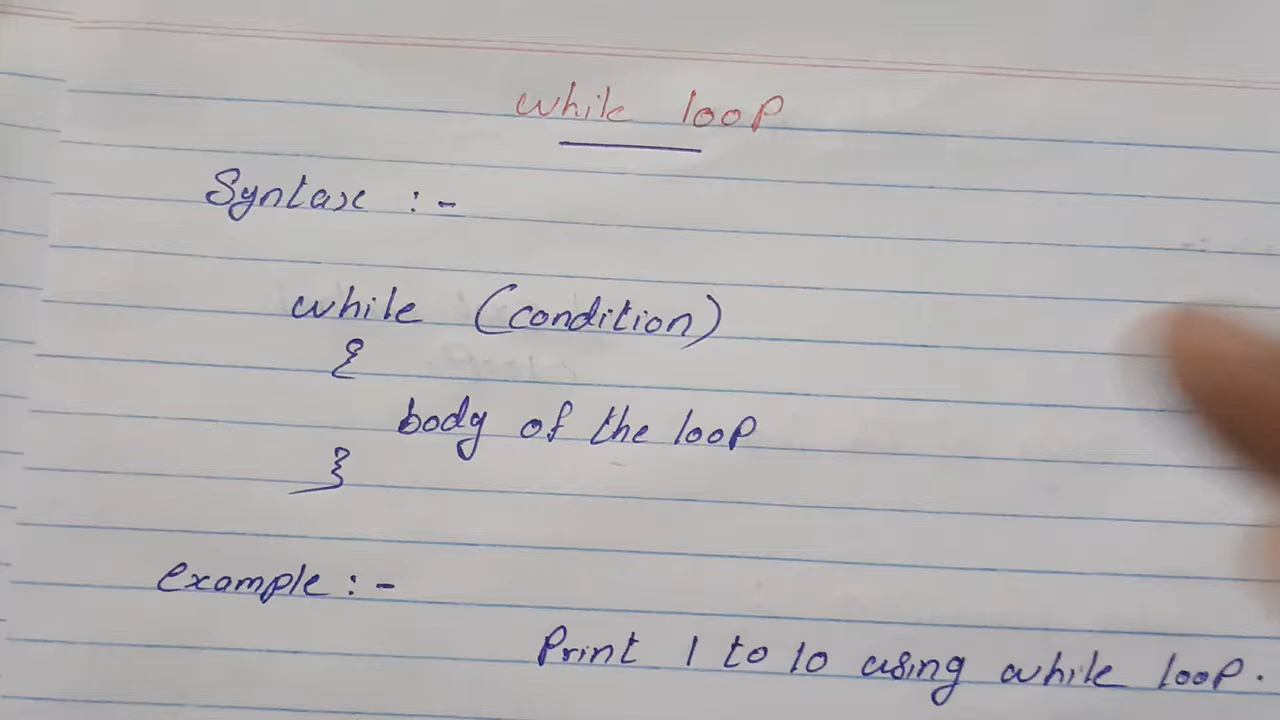 while loop
Syntax :-
while (condition)
{
body of the loop
}
example :-
Print 1 to 10 using while loop.